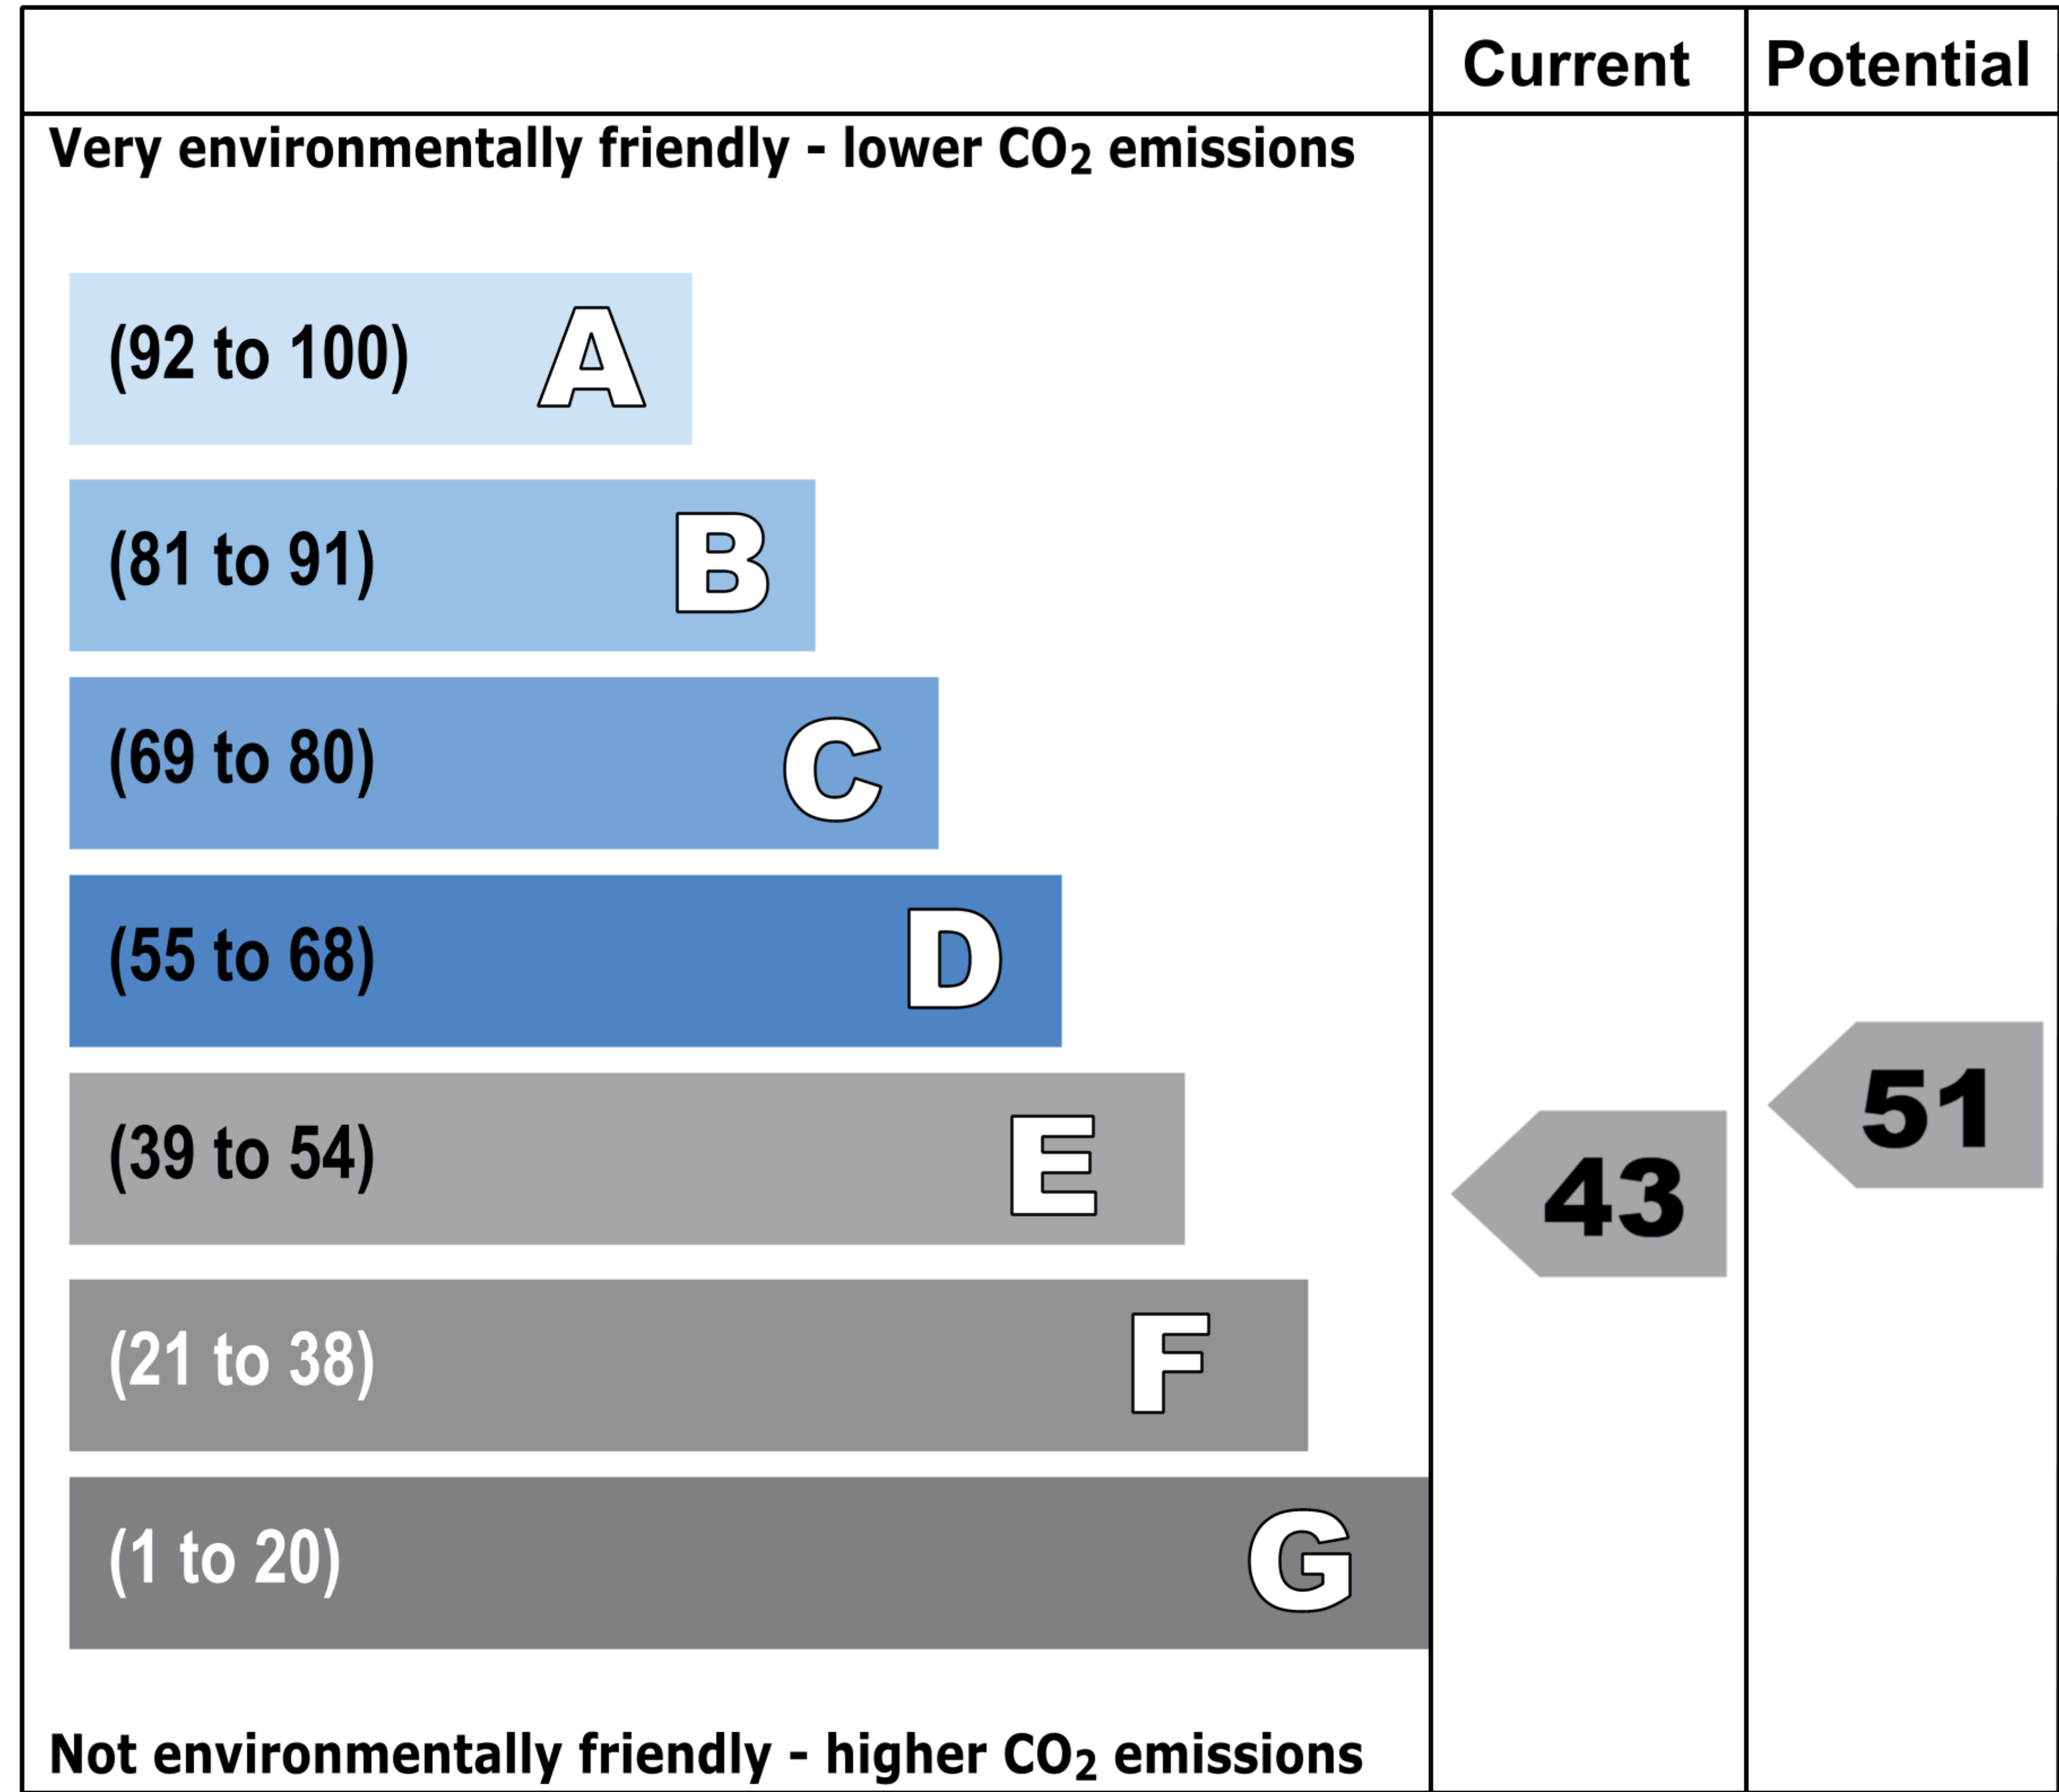 Current Potential
Very environmentally friendly - lower CO₂ emissions
(92 to 100) A
(81 to 91) B
(69 to 80) C
(55 to 68) D
(39 to 54) E
43
51
(21 to 38) F
(1 to 20) G
Not environmentally friendly - higher CO₂ emissions